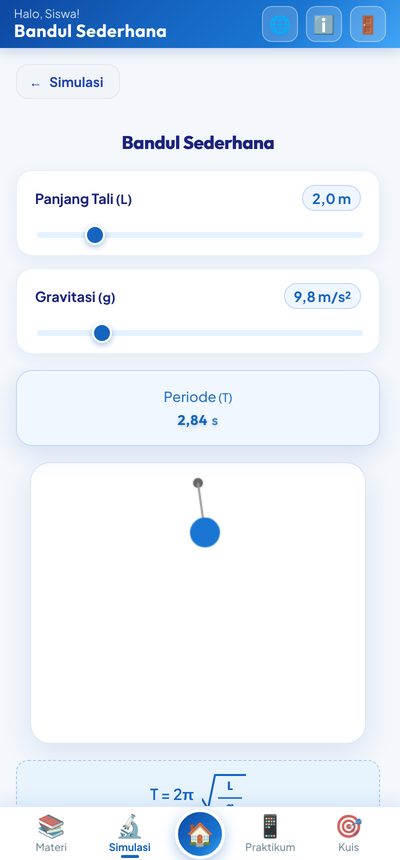 Halo, Siswa!
Bandul Sederhana
← Simulasi
Bandul Sederhana
Panjang Tali (L)
2,0 m
Gravitasi (g)
9,8 m/s²
Periode (T)
2,84 s
T = 2π √ L
Materi
Simulasi
Praktikum
Kuis